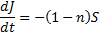 dJ/dt = −(1−n)S